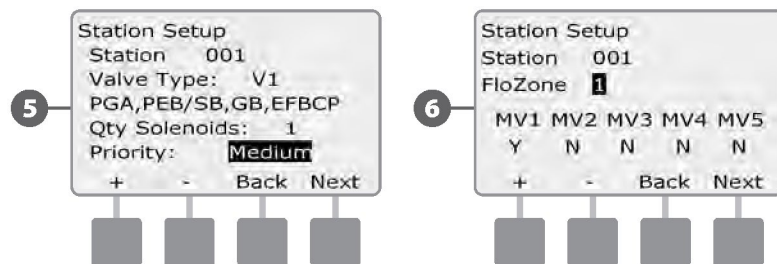 5
Station Setup
Station 001
Valve Type: V1
PGA,PEB/SB,GB,EFBCP
Qty Solenoids: 1
Priority: Medium
+ - Back Next
6
Station Setup
Station 001
FloZone 1
MV1 MV2 MV3 MV4 MV5
Y N N N N
+ - Back Next